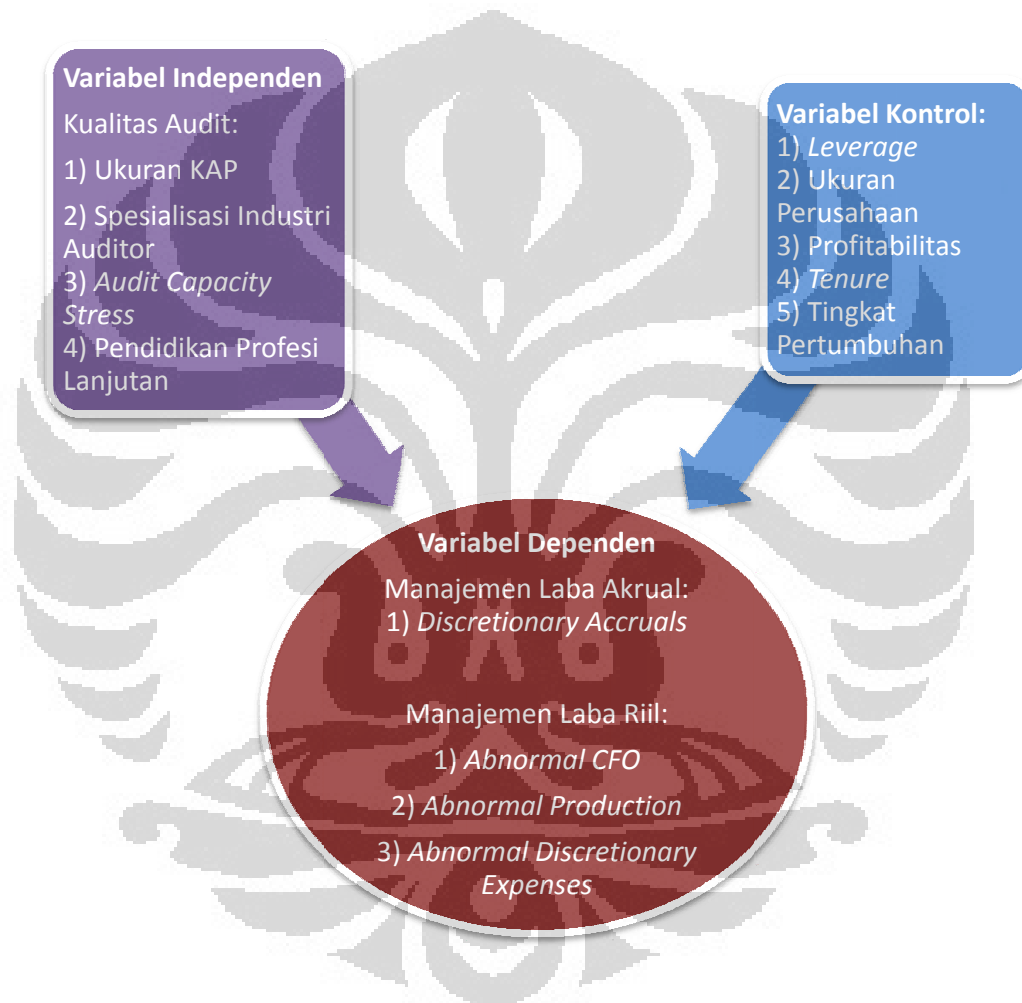 Variabel Independen
Kualitas Audit:
1) Ukuran KAP
2) Spesialisasi Industri
Auditor
3) Audit Capacity
Stress
4) Pendidikan Profesi
Lanjutan
Variabel Kontrol:
1) Leverage
2) Ukuran
Perusahaan
3) Profitabilitas
4) Tenure
5) Tingkat
Pertumbuhan
Variabel Dependen
Manajemen Laba Akrual:
1) Discretionary Accruals
Manajemen Laba Riil:
1) Abnormal CFO
2) Abnormal Production
3) Abnormal Discretionary
Expenses